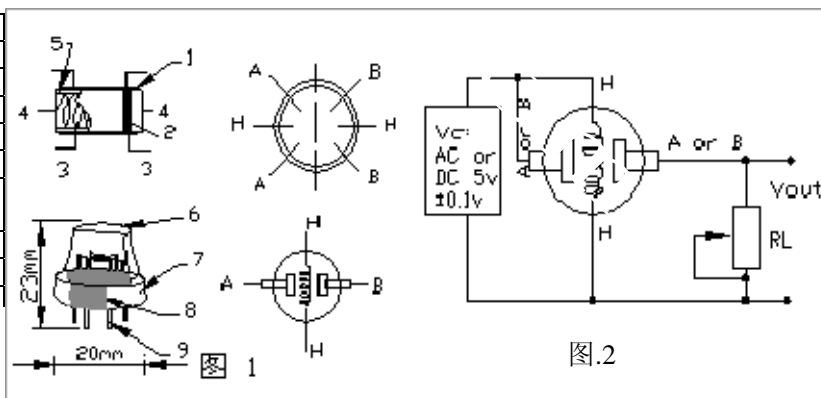 5
1
4
4
2
3
3
A
B
H
H
A
B
6
7
8
9
23mm
20mm
H
A
B
H
图 1
H
Vc:
AC or
DC 5v
±0.1v
A or B
A or B
Vout
RL
H
图.2